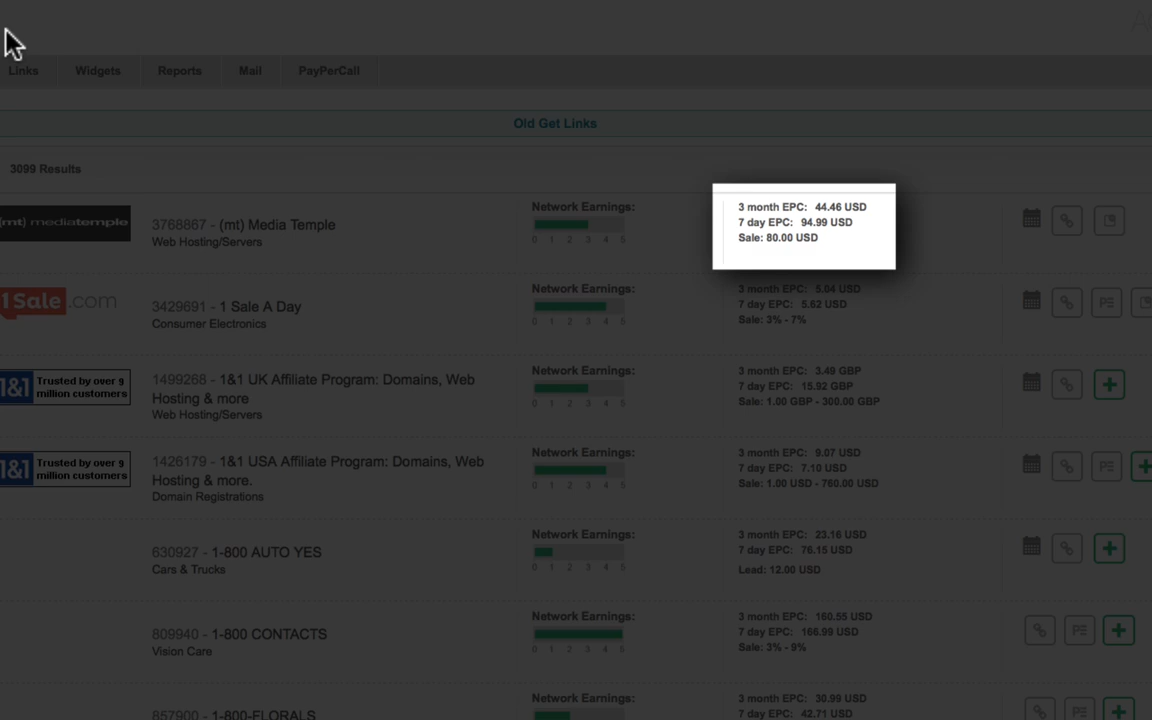 Links Widgets Reports Mail PayPerCall
Old Get Links
3099 Results
(mt) mediatemple
3768867 - (mt) Media Temple
Web Hosting/Servers
Network Earnings:
0 1 2 3 4 5
3 month EPC: 44.46 USD
7 day EPC: 94.99 USD
Sale: 80.00 USD
1Sale.com
3429691 - 1 Sale A Day
Consumer Electronics
Network Earnings:
0 1 2 3 4 5
3 month EPC: 5.04 USD
7 day EPC: 5.62 USD
Sale: 3% - 7%
1&1 Trusted by over 9
million customers
1499268 - 1&1 UK Affiliate Program: Domains, Web
Hosting & more
Web Hosting/Servers
Network Earnings:
0 1 2 3 4 5
3 month EPC: 3.49 GBP
7 day EPC: 15.92 GBP
Sale: 1.00 GBP - 300.00 GBP
1&1 Trusted by over 9
million customers
1426179 - 1&1 USA Affiliate Program: Domains, Web
Hosting & more.
Domain Registrations
Network Earnings:
0 1 2 3 4 5
3 month EPC: 9.07 USD
7 day EPC: 7.10 USD
Sale: 1.00 USD - 760.00 USD
630927 - 1-800 AUTO YES
Cars & Trucks
Network Earnings:
0 1 2 3 4 5
3 month EPC: 23.16 USD
7 day EPC: 76.15 USD
Lead: 12.00 USD
809940 - 1-800 CONTACTS
Vision Care
Network Earnings:
0 1 2 3 4 5
3 month EPC: 160.55 USD
7 day EPC: 166.99 USD
Sale: 3% - 9%
857900 - 1-800-FLORALS
Network Earnings:
3 month EPC: 30.99 USD
7 day EPC: 42.71 USD